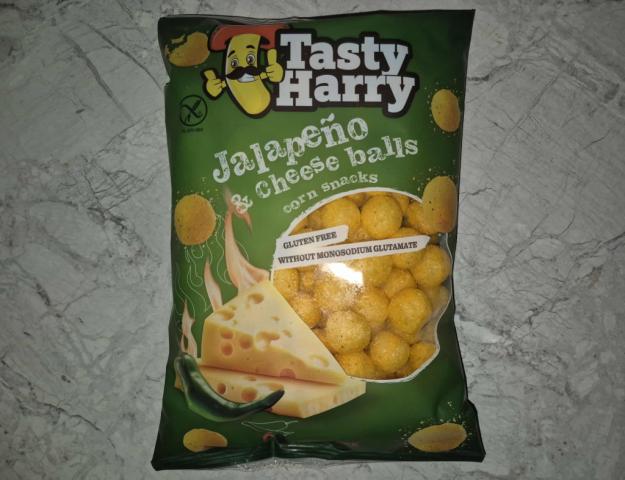 Tasty
Harry
Jalapeño
& cheese balls
corn snacks
GLUTEN FREE
WITHOUT MONOSODIUM GLUTAMATE